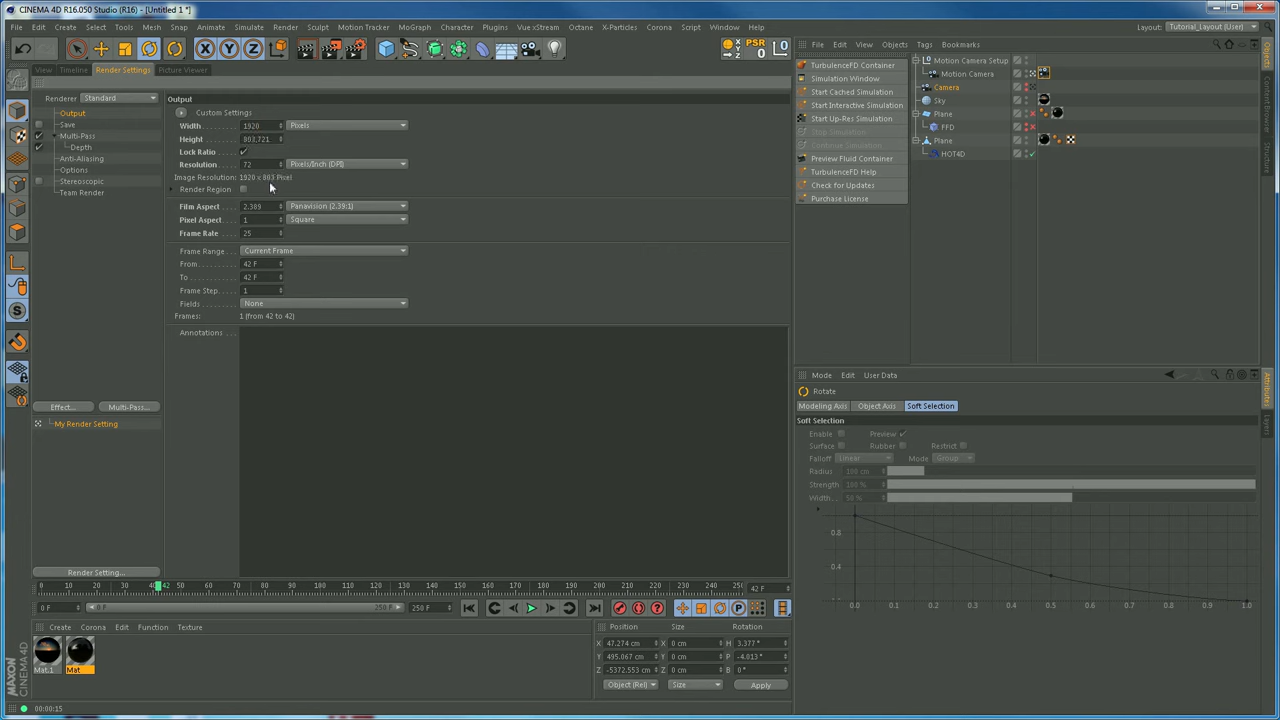 CINEMA 4D R16.050 Studio (R16) - [Untitled 1 *]
File Edit Create Select Tools Mesh Snap Animate Simulate Render Sculpt Motion Tracker MoGraph Character Plugins Vue:xStream Octane X-Particles Corona Script Window Help
Layout: Tutorial_Layout (User)
X Y Z
PSR
0
View Timeline Render Settings Picture Viewer
File Edit View Objects Tags Bookmarks
Renderer Standard
Output
Save
Multi-Pass
Depth
Anti-Aliasing
Options
Stereoscopic
Team Render
Effect... Multi-Pass...
My Render Setting
Render Setting...
Output
Custom Settings
Width 1920 Pixels
Height 803.721
Lock Ratio
Resolution 72 Pixels/Inch (DPI)
Image Resolution: 1920 x 803 Pixel
Render Region
Film Aspect 2.389 Panavision (2.39:1)
Pixel Aspect 1 Square
Frame Rate 25
Frame Range Current Frame
From 42 F
To 42 F
Frame Step 1
Fields None
Frames: 1 (from 42 to 42)
Annotations
TurbulenceFD Container
Simulation Window
Start Cached Simulation
Start Interactive Simulation
Start Up-Res Simulation
Stop Simulation
Continue Simulation
Preview Fluid Container
TurbulenceFD Help
Check for Updates
Purchase License
Motion Camera Setup
Motion Camera
Camera
Sky
Plane
FFD
Plane
HOT4D
Objects
Content Browser
Structure
Mode Edit User Data
Rotate
Modeling Axis Object Axis Soft Selection
Soft Selection
Enable Preview
Surface Rubber Restrict
Falloff Linear Mode Group
Radius 100 cm
Strength 100 %
Width 50 %
0.8
0.4
0.0 0.1 0.2 0.3 0.4 0.5 0.6 0.7 0.8 0.9 1.0
Attributes
Layers
0 10 20 30 40 42 50 60 70 80 90 100 110 120 130 140 150 160 170 180 190 200 210 220 230 240 250 42 F
0 F 0 F 250 F 250 F
Create Corona Edit Function Texture
Mat.1 Mat
Position Size Rotation
X 47.274 cm X 0 cm H 3.377 °
Y 495.067 cm Y 0 cm P -4.013 °
Z -5372.553 cm Z 0 cm B 0 °
Object (Rel) Size Apply
MAXON
CINEMA 4D
00:00:15